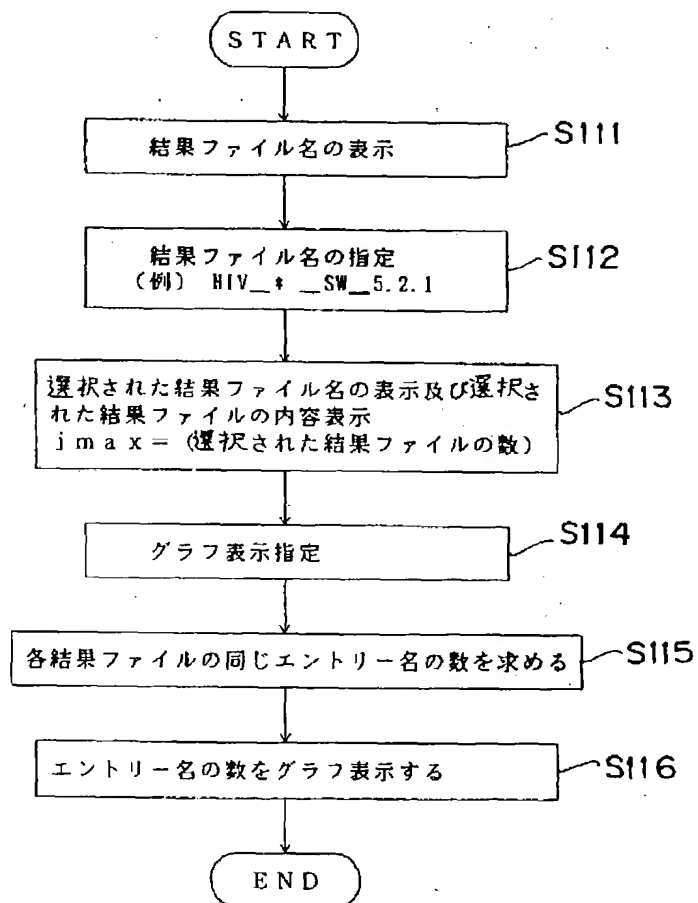 START
結果ファイル名の表示
S111
結果ファイル名の指定
(例) HIV__* __SW__5.2.1
S112
選択された結果ファイル名の表示及び選択さ
れた結果ファイルの内容表示
jmax=(選択された結果ファイルの数)
S113
グラフ表示指定
S114
各結果ファイルの同じエントリー名の数を求める
S115
エントリー名の数をグラフ表示する
S116
END